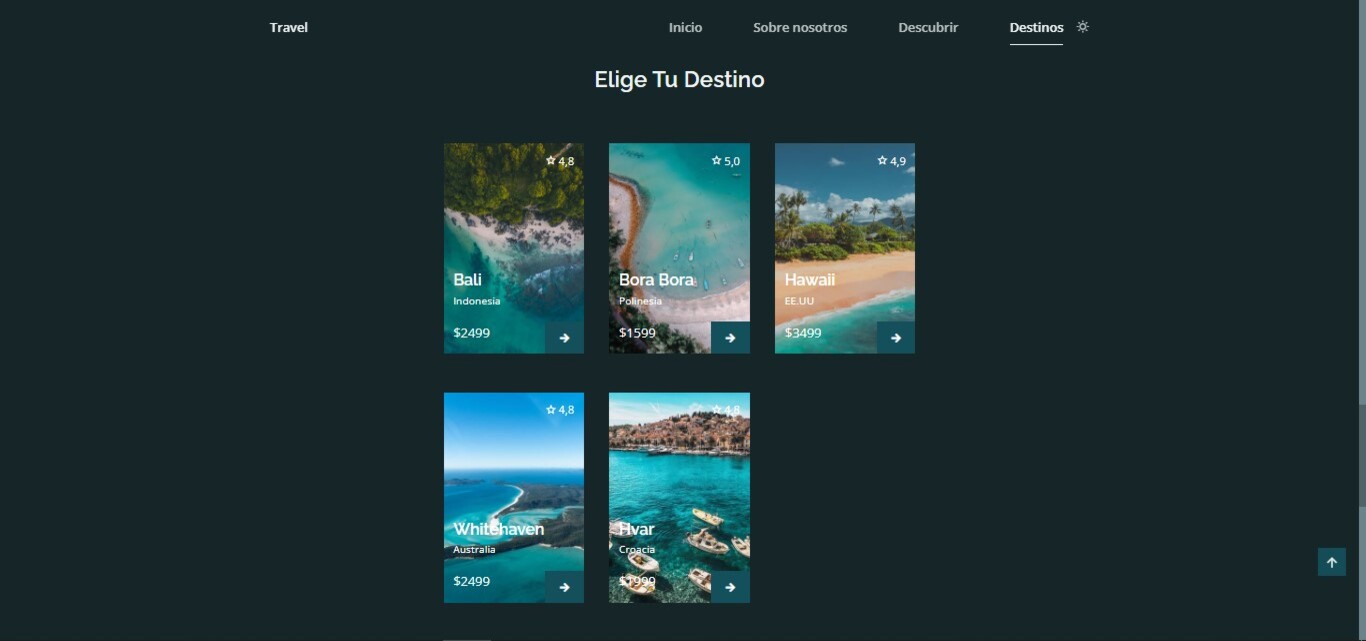 Travel
Inicio
Sobre nosotros
Descubrir
Destinos
Elige Tu Destino
4,8
Bali
Indonesia
$2499
5,0
Bora Bora
Polinesia
$1599
4,9
Hawaii
EE.UU
$3499
4,8
Whitehaven
Australia
$2499
4,8
Hvar
Croacia
$1999